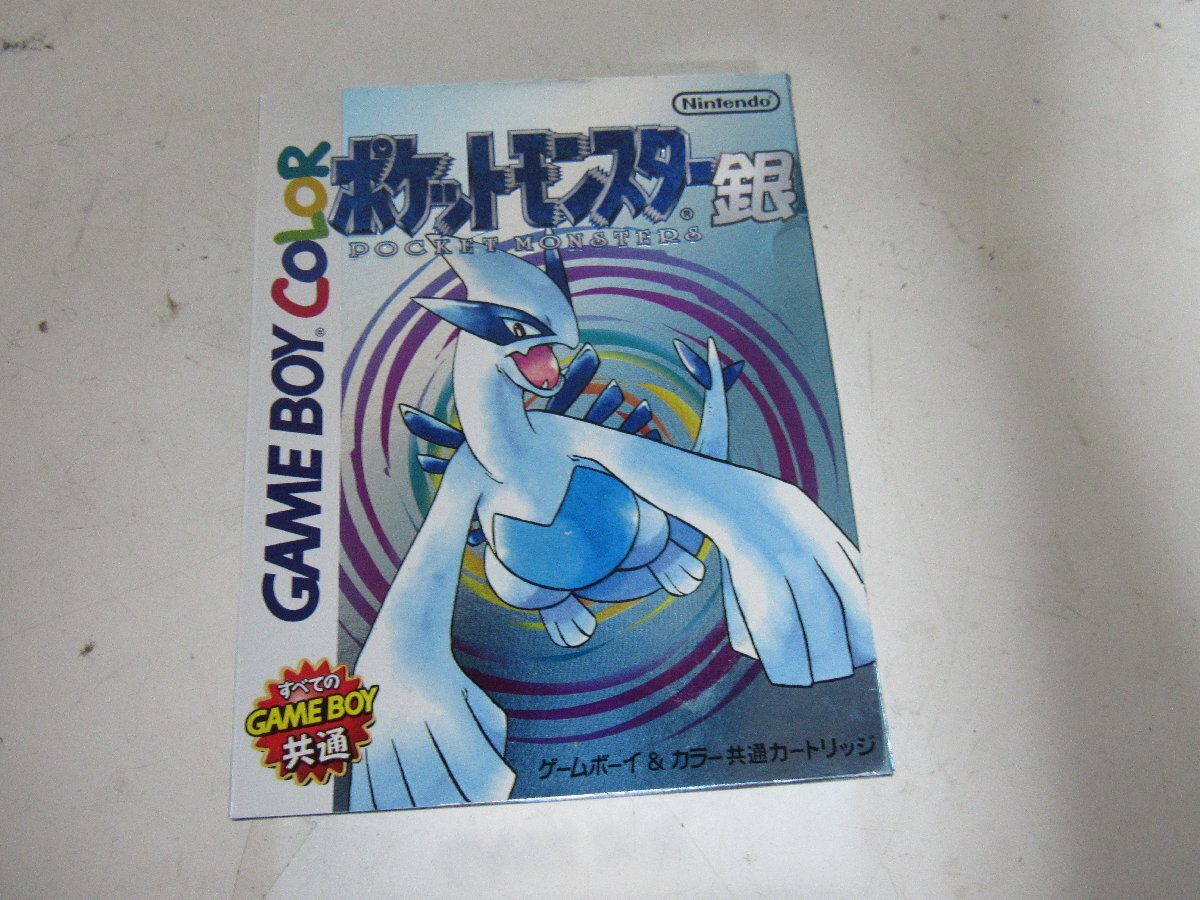 Nintendo®
ポケットモンスター銀
®
POCKET MONSTERS
GAME BOY® COLOR
すべての
GAME BOY
共通
ゲームボーイ & カラー共通カートリッジ